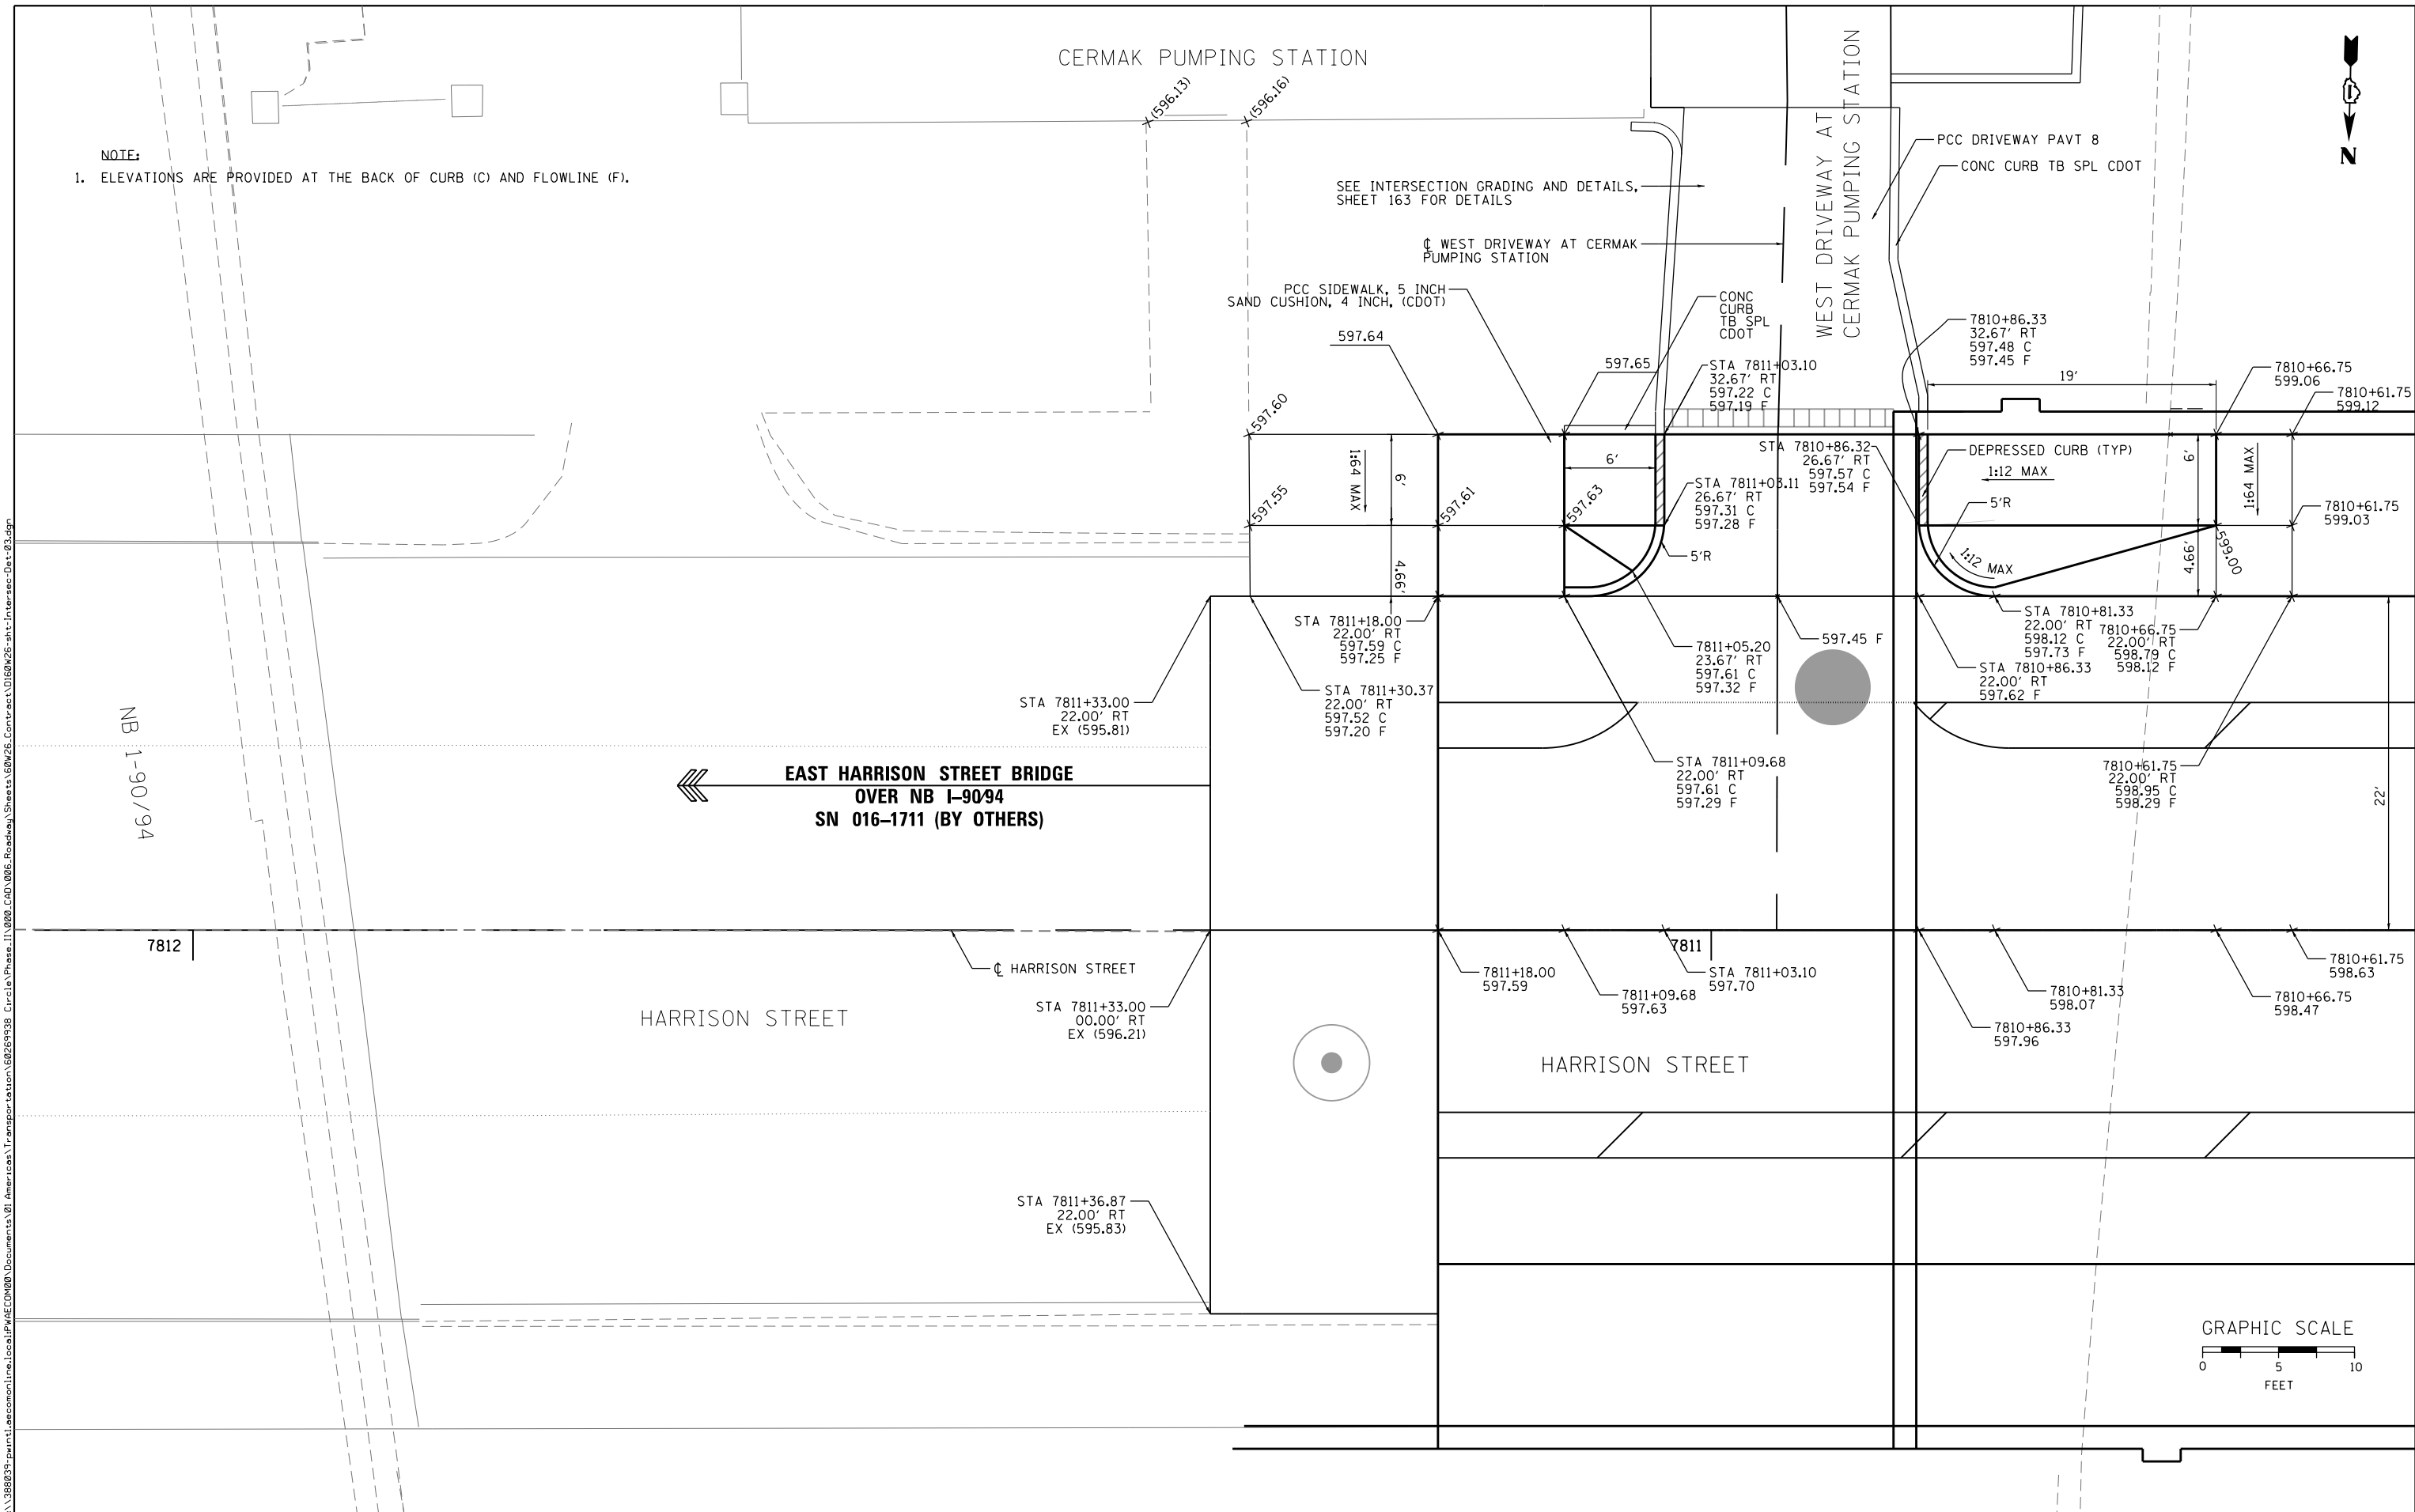 CERMAK PUMPING STATION
(596.13)
(596.16)
NOTE:
1. ELEVATIONS ARE PROVIDED AT THE BACK OF CURB (C) AND FLOWLINE (F).
N
PCC DRIVEWAY PAVT 8
CONC CURB TB SPL CDOT
WEST DRIVEWAY AT
CERMAK PUMPING STATION
SEE INTERSECTION GRADING AND DETAILS,
SHEET 163 FOR DETAILS
℄ WEST DRIVEWAY AT CERMAK
PUMPING STATION
PCC SIDEWALK, 5 INCH
SAND CUSHION, 4 INCH, (CDOT)
CONC
CURB
TB SPL
CDOT
597.64
597.65
STA 7811+03.10
32.67' RT
597.22 C
597.19 F
7810+86.33
32.67' RT
597.48 C
597.45 F
19'
7810+66.75
599.06
7810+61.75
599.12
597.60
597.55
1:64 MAX
6'
4.66'
597.61
597.63
6'
STA 7811+03.11
26.67' RT
597.31 C
597.28 F
5'R
STA 7810+86.32
26.67' RT
597.57 C
597.54 F
DEPRESSED CURB (TYP)
1:12 MAX
5'R
1:12 MAX
6'
4.66'
1:64 MAX
7810+61.75
599.03
599.00
STA 7811+18.00
22.00' RT
597.59 C
597.25 F
STA 7811+30.37
22.00' RT
597.52 C
597.20 F
7811+05.20
23.67' RT
597.61 C
597.32 F
597.45 F
STA 7810+81.33
22.00' RT
598.12 C
597.73 F
7810+66.75
22.00' RT
598.79 C
598.12 F
STA 7810+86.33
22.00' RT
597.62 F
STA 7811+33.00
22.00' RT
EX (595.81)
NB I-90/94
EAST HARRISON STREET BRIDGE
OVER NB I-90/94
SN 016-1711 (BY OTHERS)
STA 7811+09.68
22.00' RT
597.61 C
597.29 F
7810+61.75
22.00' RT
598.95 C
598.29 F
22'
7812
7811
℄ HARRISON STREET
HARRISON STREET
STA 7811+33.00
00.00' RT
EX (596.21)
7811+18.00
597.59
7811+09.68
597.63
STA 7811+03.10
597.70
7810+86.33
597.96
7810+81.33
598.07
7810+66.75
598.47
7810+61.75
598.63
HARRISON STREET
STA 7811+36.87
22.00' RT
EX (595.83)
GRAPHIC SCALE
0 5 10
FEET